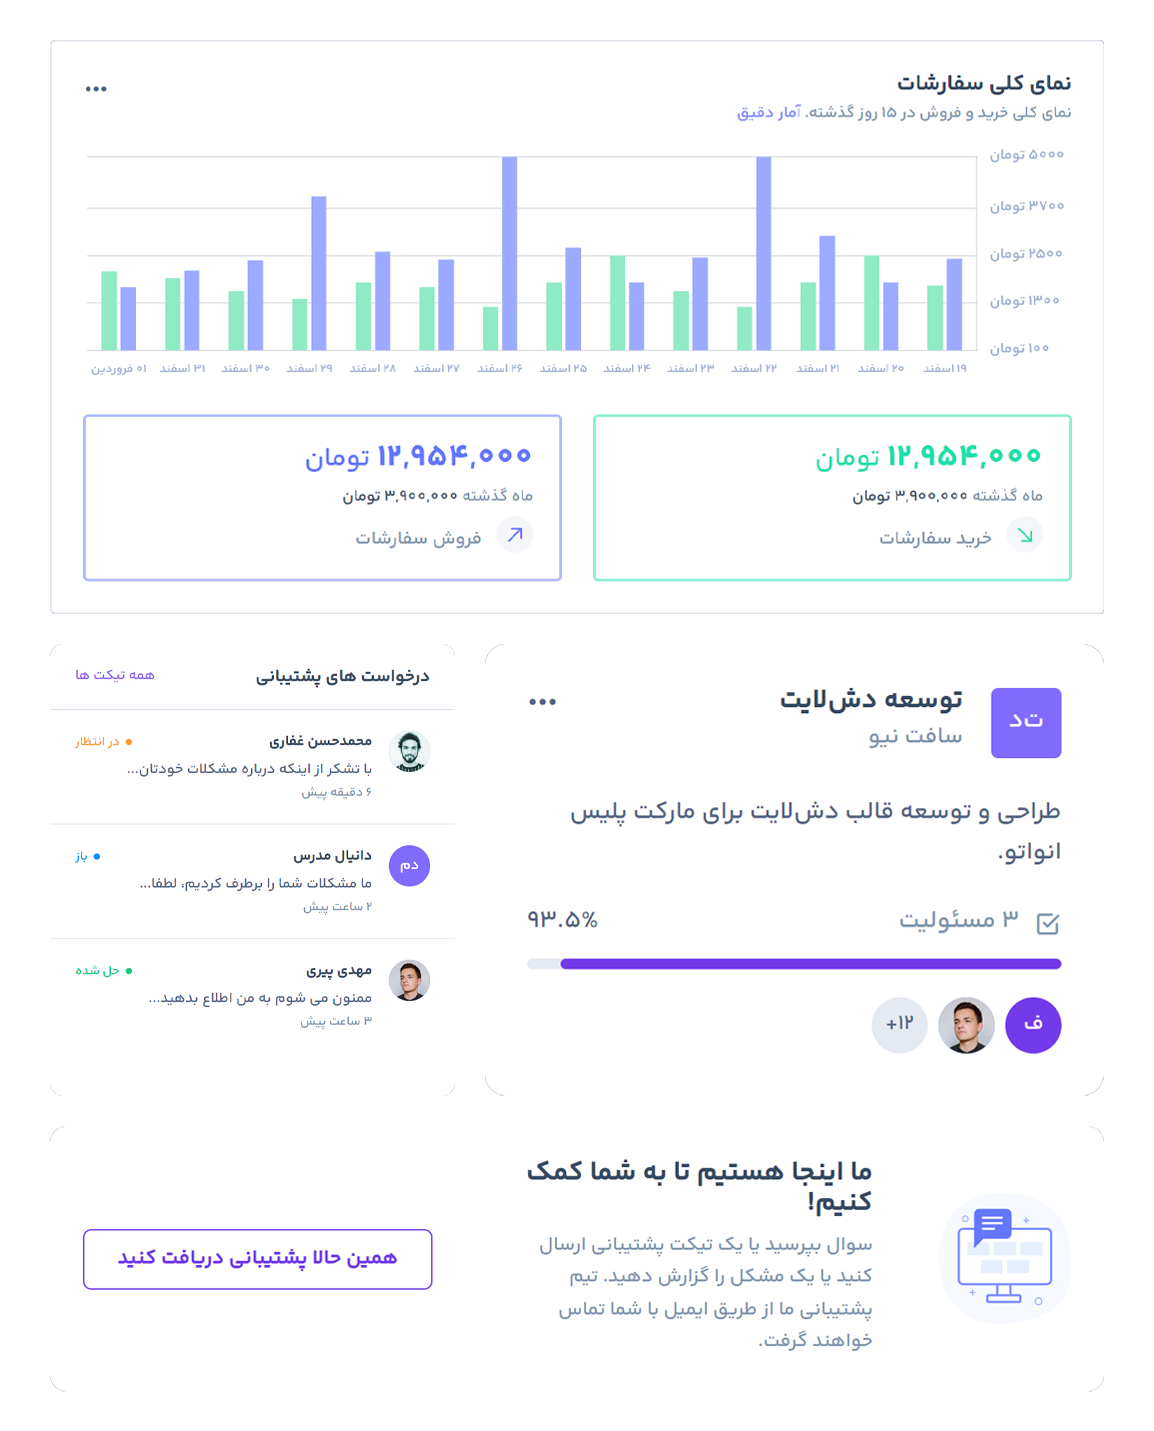 نمای کلی سفارشات
نمای کلی خرید و فروش در ۱۵ روز گذشته. آمار دقیق
۵۰۰۰ تومان
۳۷۰۰ تومان
۲۵۰۰ تومان
۱۳۰۰ تومان
۱۰۰ تومان
۱۹ اسفند
۲۰ اسفند
۲۱ اسفند
۲۲ اسفند
۲۳ اسفند
۲۴ اسفند
۲۵ اسفند
۲۶ اسفند
۲۷ اسفند
۲۸ اسفند
۲۹ اسفند
۳۰ اسفند
۳۱ اسفند
۰۱ فروردین
۱۲,۹۵۴,۰۰۰ تومان
ماه گذشته ۳,۹۰۰,۰۰۰ تومان
خرید سفارشات
۱۲,۹۵۴,۰۰۰ تومان
ماه گذشته ۳,۹۰۰,۰۰۰ تومان
فروش سفارشات
تد
توسعه دش‌لایت
سافت نیو
طراحی و توسعه قالب دش‌لایت برای مارکت پلیس
انواتو.
۳ مسئولیت
۹۳.۵%
ف
+۱۲
درخواست های پشتیبانی
همه تیکت ها
محمدحسن غفاری
در انتظار
با تشکر از اینکه درباره مشکلات خودتان...
۶ دقیقه پیش
دم
دانیال مدرس
باز
ما مشکلات شما را برطرف کردیم، لطفا...
۲ ساعت پیش
مهدی پیری
حل شده
ممنون می شوم به من اطلاع بدهید...
۳ ساعت پیش
ما اینجا هستیم تا به شما کمک
کنیم!
سوال بپرسید یا یک تیکت پشتیبانی ارسال
کنید یا یک مشکل را گزارش دهید. تیم
پشتیبانی ما از طریق ایمیل با شما تماس
خواهند گرفت.
همین حالا پشتیبانی دریافت کنید